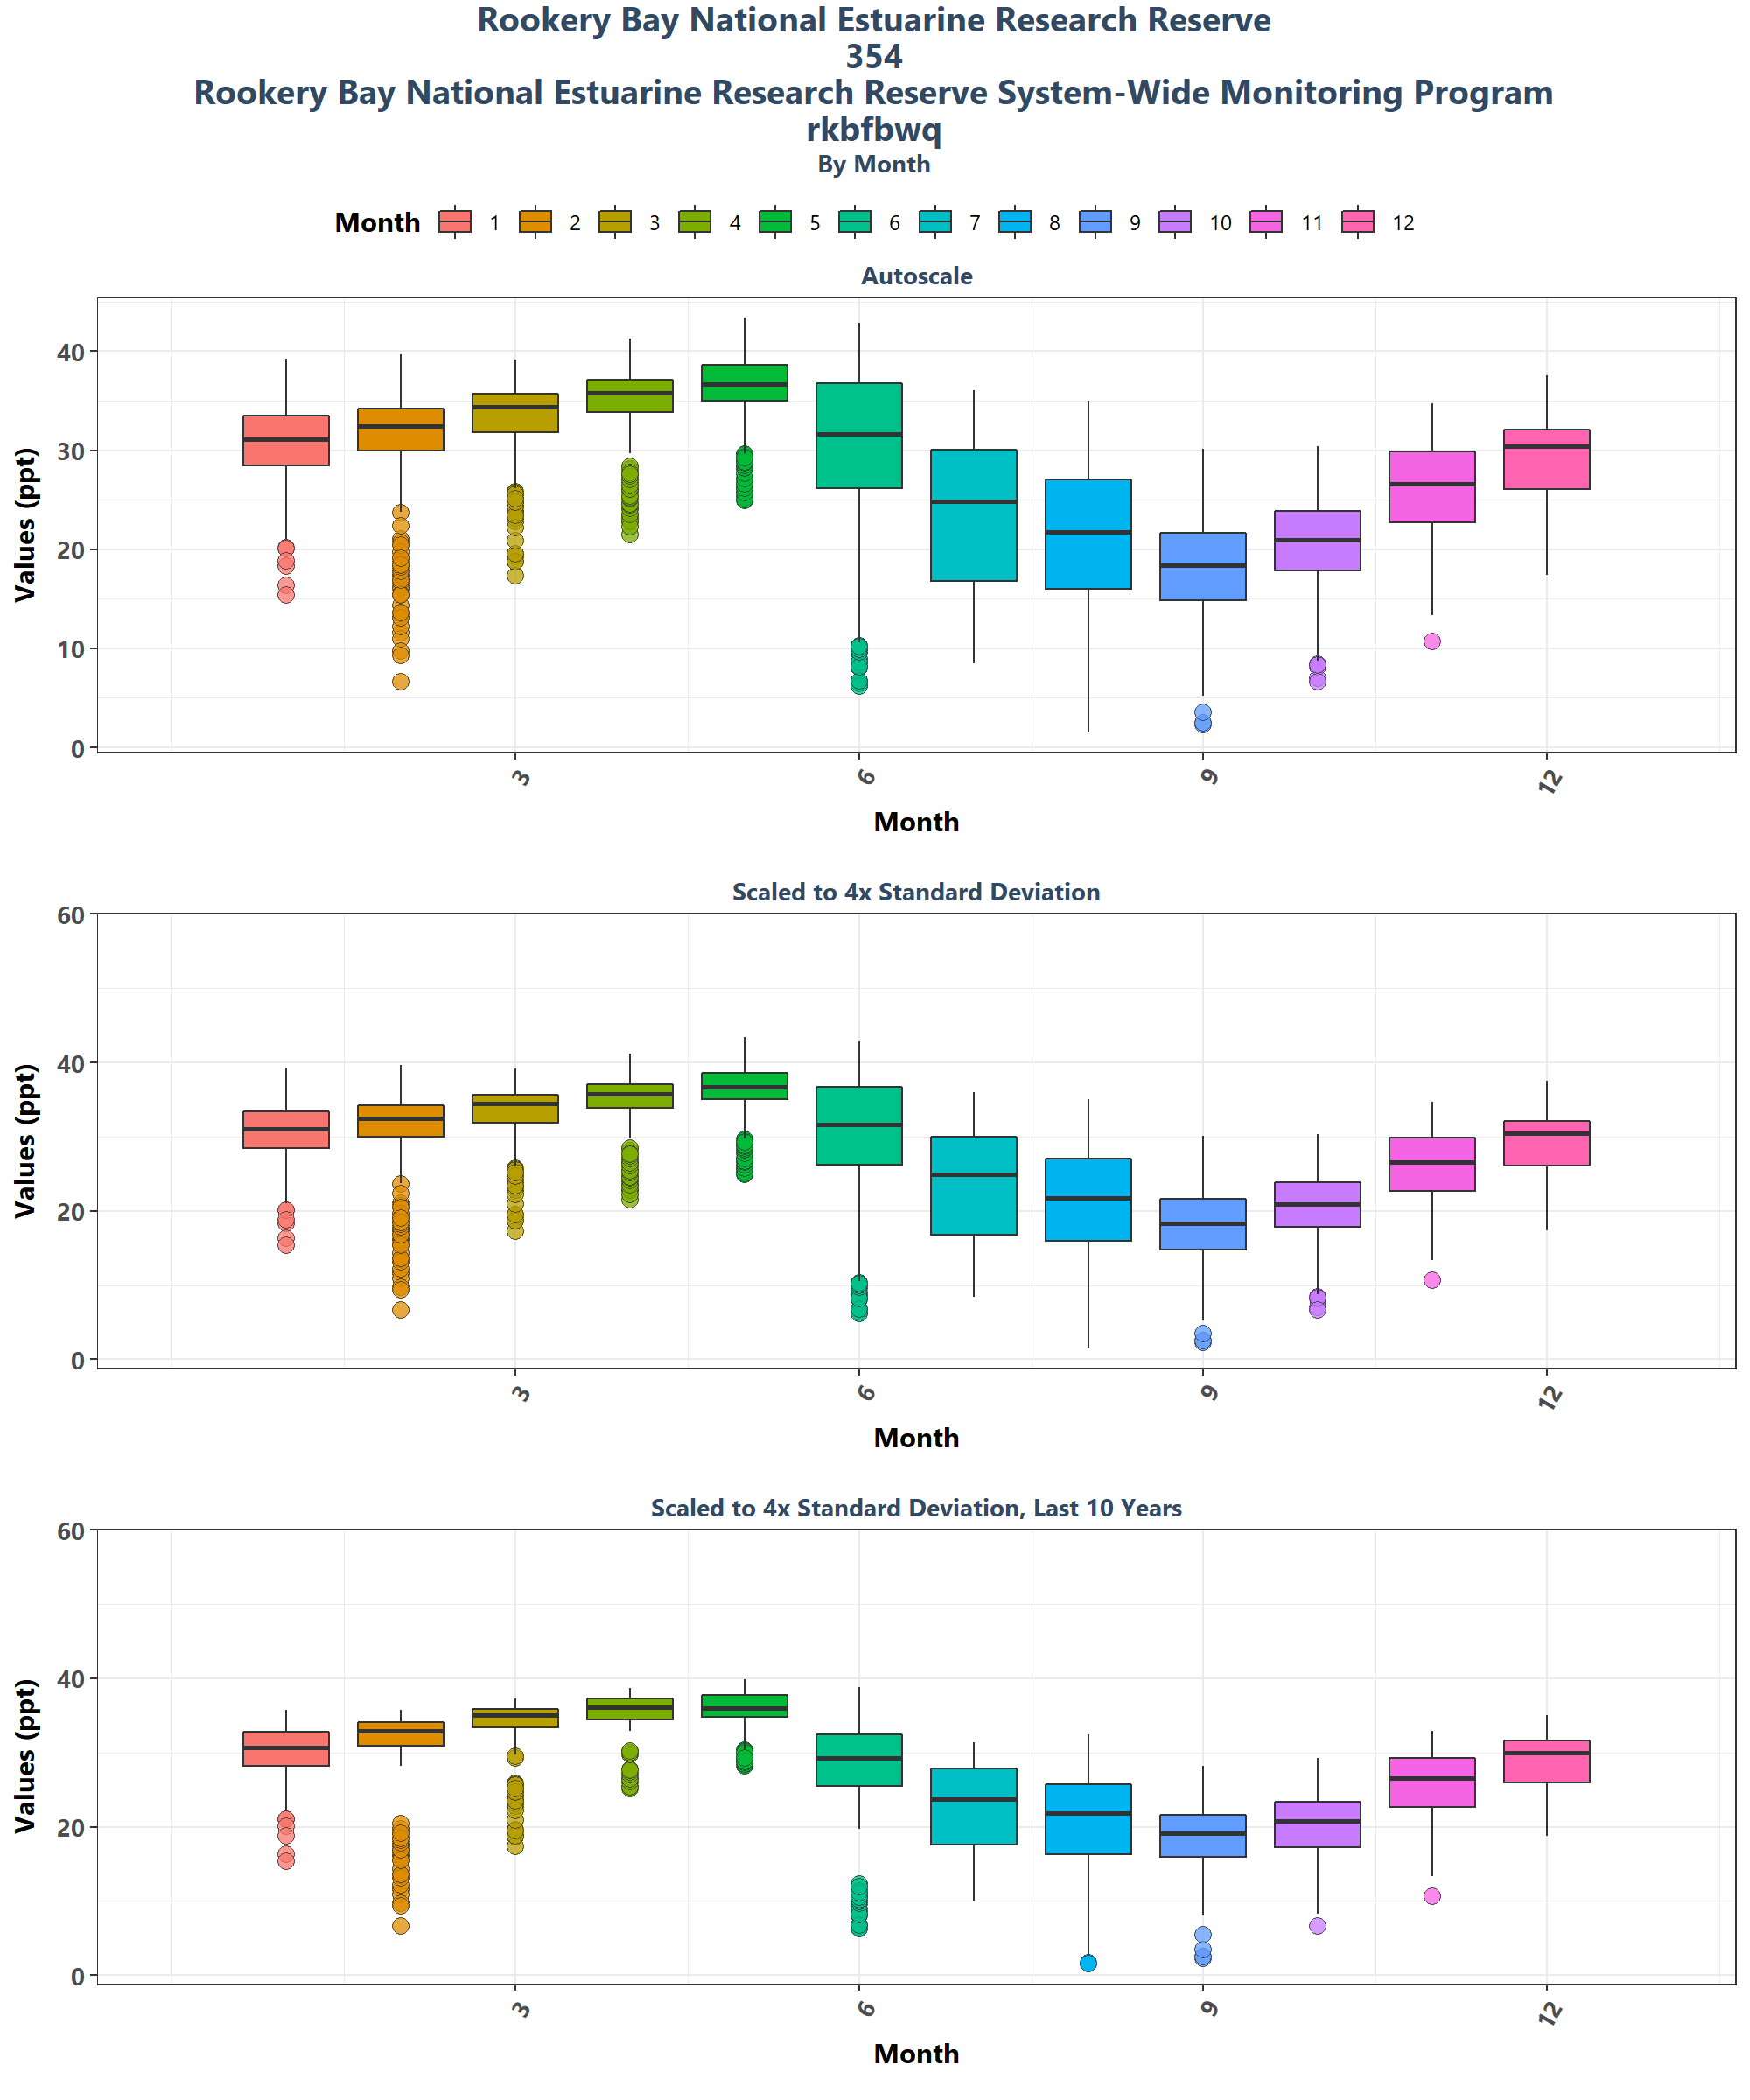 Rookery Bay National Estuarine Research Reserve
354
Rookery Bay National Estuarine Research Reserve System-Wide Monitoring Program
rkbfbwq
By Month
Month 1 2 3 4 5 6 7 8 9 10 11 12
Autoscale
Values (ppt)
40
30
20
10
0
3 6 9 12
Month
Scaled to 4x Standard Deviation
Values (ppt)
60
40
20
0
3 6 9 12
Month
Scaled to 4x Standard Deviation, Last 10 Years
Values (ppt)
60
40
20
0
3 6 9 12
Month